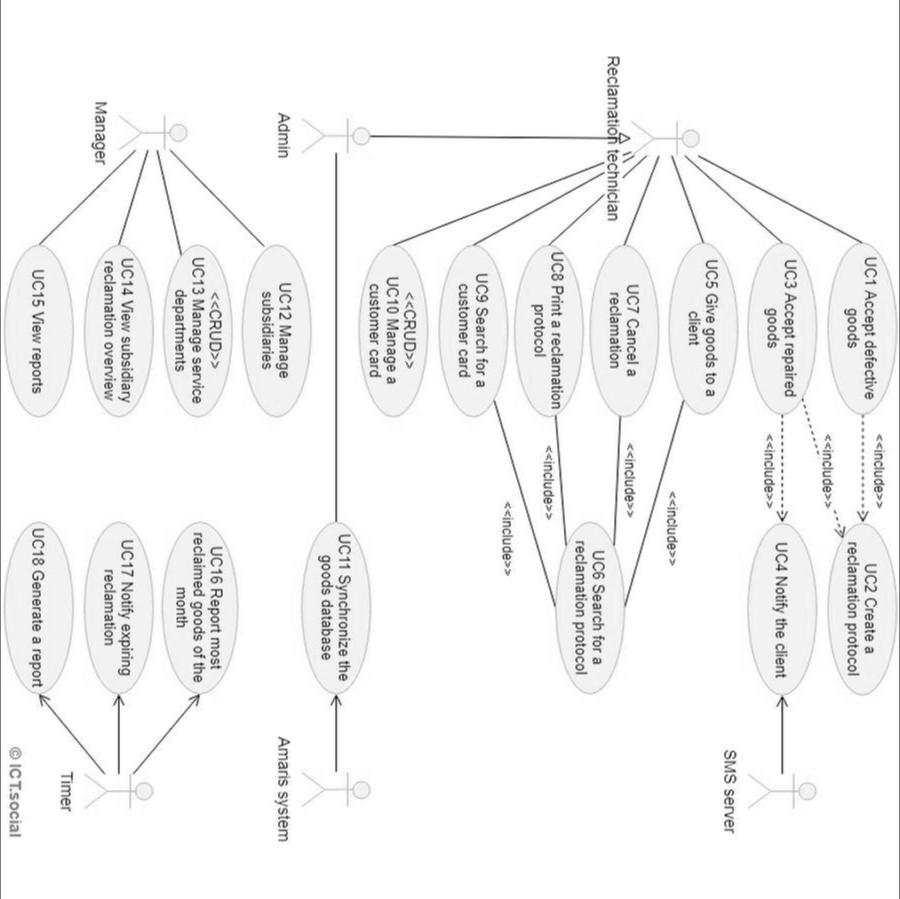 UC1 Accept defective
goods
<<include>>
UC2 Create a
reclamation protocol
UC3 Accept repaired
goods
<<include>>
<<include>>
UC4 Notify the client
SMS server
Reclamation technician
UC5 Give goods to a
client
<<include>>
UC7 Cancel a
reclamation
<<include>>
UC6 Search for a
reclamation protocol
UC8 Print a reclamation
protocol
<<include>>
UC9 Search for a
customer card
<<include>>
<<CRUD>>
UC10 Manage a
customer card
Admin
UC11 Synchronize the
goods database
Amaris system
UC12 Manage
subsidiaries
<<CRUD>>
UC13 Manage service
departments
UC16 Report most
reclaimed goods of the
month
Manager
UC14 View subsidiary
reclamation overview
UC17 Notify expiring
reclamation
Timer
UC15 View reports
UC18 Generate a report
© ICT.social